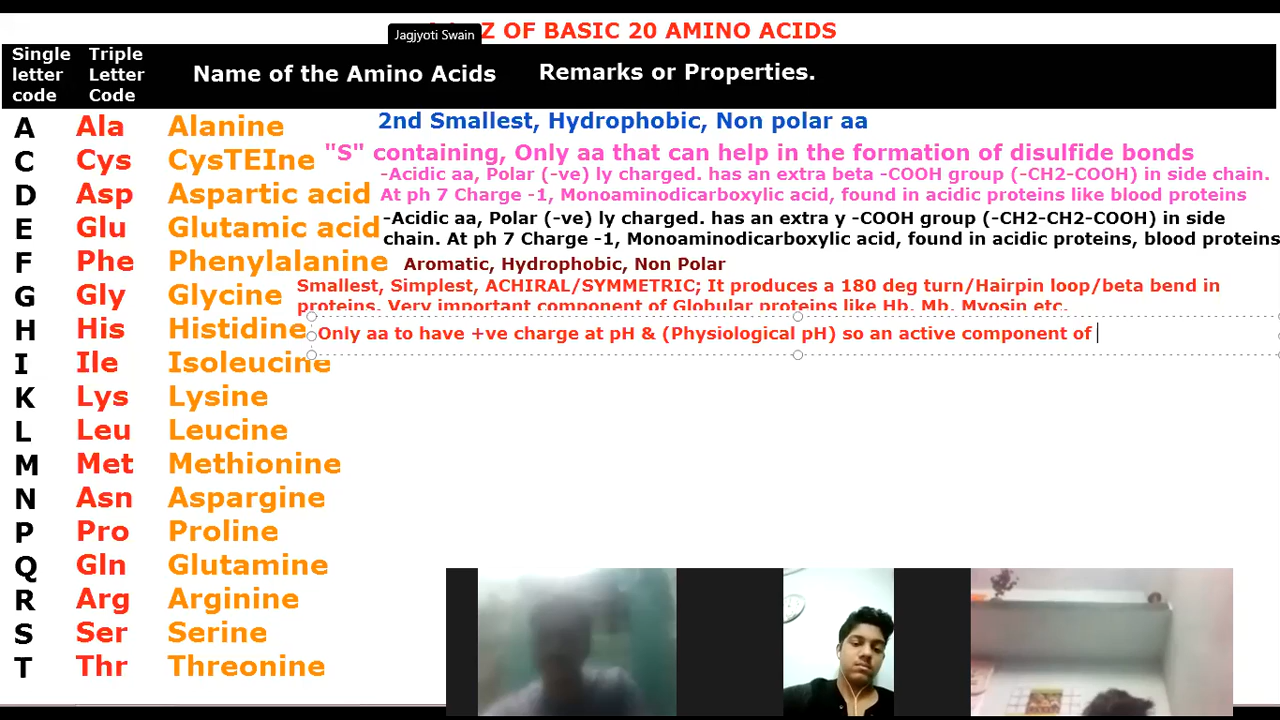 Z OF BASIC 20 AMINO ACIDS
Jagjyoti Swain
Single letter code Triple Letter Code Name of the Amino Acids Remarks or Properties.
A Ala Alanine 2nd Smallest, Hydrophobic, Non polar aa
C Cys CysTEIne "S" containing, Only aa that can help in the formation of disulfide bonds
D Asp Aspartic acid -Acidic aa, Polar (-ve) ly charged. has an extra beta -COOH group (-CH2-COOH) in side chain.
At ph 7 Charge -1, Monoaminodicarboxylic acid, found in acidic proteins like blood proteins
E Glu Glutamic acid -Acidic aa, Polar (-ve) ly charged. has an extra y -COOH group (-CH2-CH2-COOH) in side
chain. At ph 7 Charge -1, Monoaminodicarboxylic acid, found in acidic proteins, blood proteins
F Phe Phenylalanine Aromatic, Hydrophobic, Non Polar
G Gly Glycine Smallest, Simplest, ACHIRAL/SYMMETRIC; It produces a 180 deg turn/Hairpin loop/beta bend in
proteins. Very important component of Globular proteins like Hb, Mb, Myosin etc.
H His Histidine Only aa to have +ve charge at pH & (Physiological pH) so an active component of
I Ile Isoleucine
K Lys Lysine
L Leu Leucine
M Met Methionine
N Asn Aspargine
P Pro Proline
Q Gln Glutamine
R Arg Arginine
S Ser Serine
T Thr Threonine